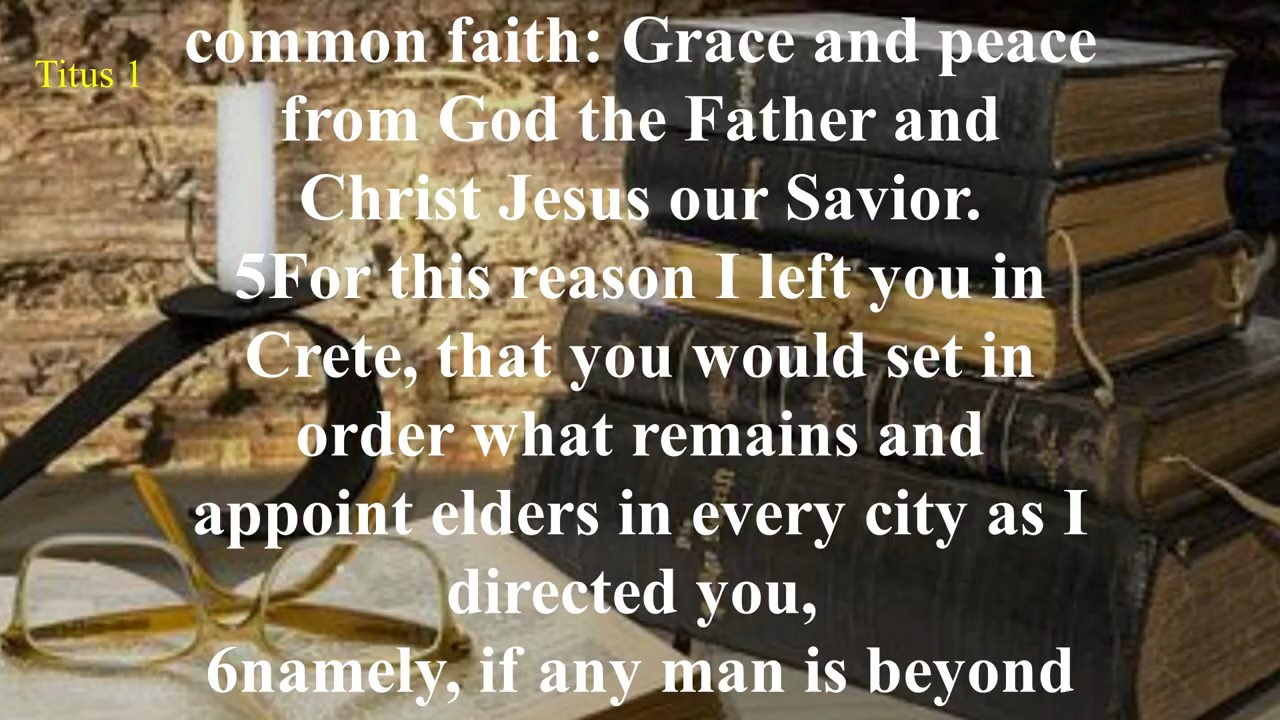 common faith: Grace and peace
Titus 1
from God the Father and
Christ Jesus our Savior.
5For this reason I left you in
Crete, that you would set in
order what remains and
appoint elders in every city as I
directed you,
6namely, if any man is beyond